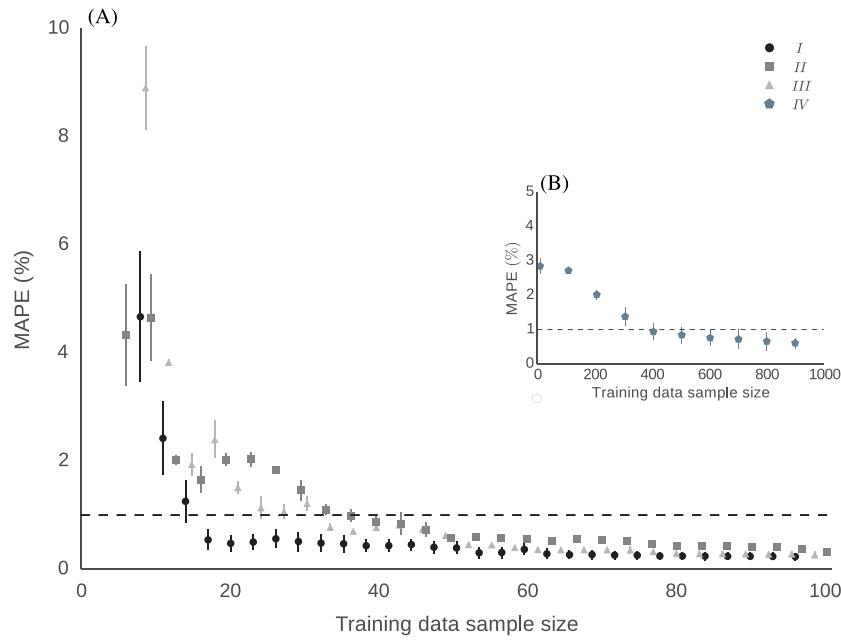 (A)
10
8
6
4
2
0
MAPE (%)
0 20 40 60 80 100
Training data sample size
I
II
III
IV
(B)
5
4
3
2
1
0
MAPE (%)
0 200 400 600 800 1000
Training data sample size